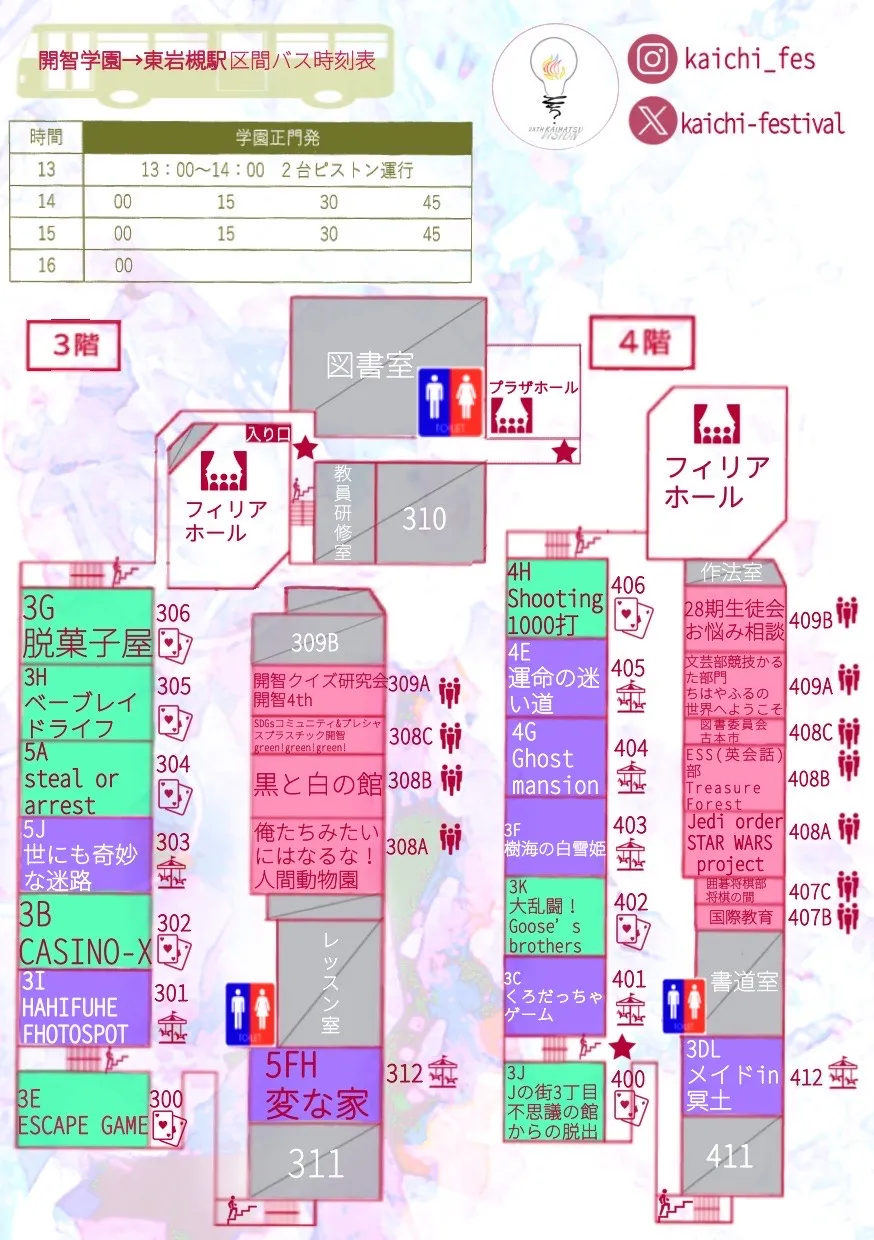 開智学園→東岩槻駅区間バス時刻表
kaichi_fes
kaichi-festival
時間 学園正門発
13 13：00～14：00 2台ピストン運行
14 00 15 30 45
15 00 15 30 45
16 00
3階
図書室
TOILET
プラザホール
入り口
フィリア
ホール
教員研修室
310
3G
脱菓子屋
306
3H
ベーブレイ
ドライフ
305
5A
steal or
arrest
304
5J
世にも奇妙
な迷路
303
3B
CASINO-X
302
3I
HAHIFUHE
FHOTOSPOT
301
3E
ESCAPE GAME
300
309B
開智クイズ研究会
開智4th
309A
SDGsコミュニティ&プレシャ
スプラスチック開智
green!green!green!
308C
黒と白の館
308B
俺たちみたい
にはなるな！
人間動物園
308A
レッスン室
TOILET
5FH
変な家
312
311
4階
フィリア
ホール
4H
Shooting
1000打
406
4E
運命の迷
い道
405
4G
Ghost
mansion
404
3F
樹海の白雪姫
403
3K
大乱闘！
Goose’s
brothers
402
3C
くろだっちゃ
ゲーム
401
3J
Jの街3丁目
不思議の館
からの脱出
400
作法室
28期生徒会
お悩み相談
409B
文芸部競技かる
た部門
ちはやふるの
世界へようこそ
409A
図書委員会
古本市
408C
ESS(英会話)
部
Treasure
Forest
408B
Jedi order
STAR WARS
project
408A
囲碁将棋部
将棋の間
407C
国際教育
407B
書道室
TOILET
3DL
メイドin
冥土
412
411